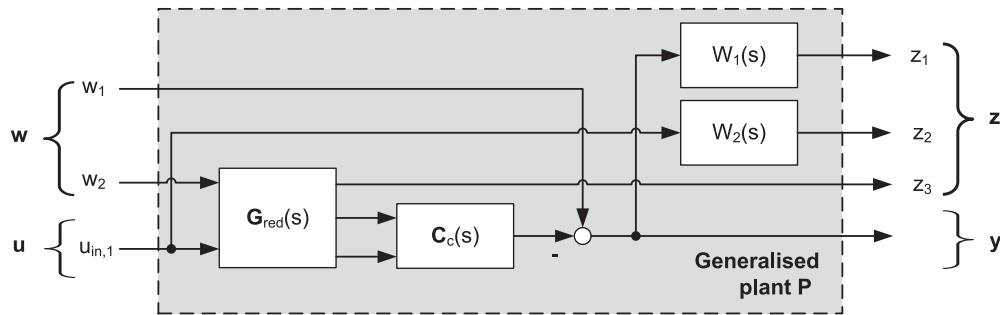 W₁(s)
z₁
w₁
w
z
W₂(s)
z₂
w₂
z₃
G_red(s)
u
u_in,1
C_c(s)
y
-
Generalised
plant P